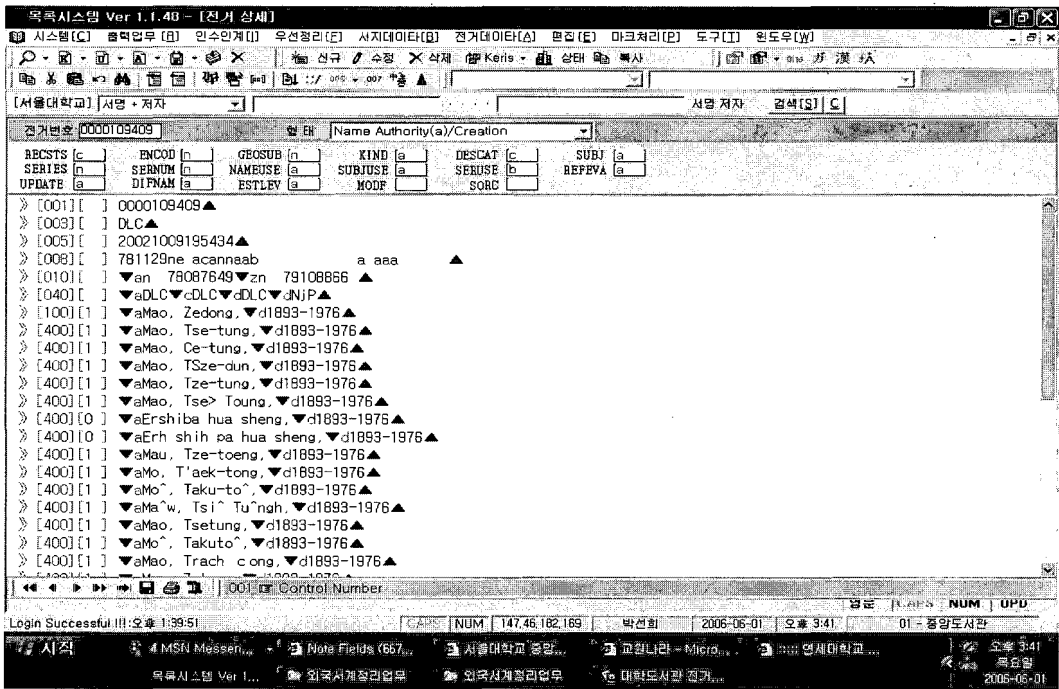 목록시스템 Ver 1.1.48 - [전거 상세]
시스템[C] 출력업무[R] 인수인계[I] 우선정리[F] 서지데이타[B] 전거데이타[A] 편집[E] 마크처리[P] 도구[T] 윈도우[W]
신규 수정 삭제 Keris 상태 복사
[서울대학교] 서명 + 저자 서명 저자 검색[S] C
전거번호 0000109409 형 태 Name Authority(a)/Creation
RECSTS c ENCOD n GEOSUB n KIND a DESCAT c SUBJ a
SERIES n SERNUM n NAMEUSE a SUBJUSE a SERUSE b REFEVA a
UPDATE a DIFNAM a ESTLEV a MODF SORC
[001][ ] 0000109409▲
[003][ ] DLC▲
[005][ ] 20021009195434▲
[008][ ] 781129ne acannaab a aaa ▲
[010][ ] ▼an 78087649▼zn 79108866 ▲
[040][ ] ▼aDLC▼cDLC▼dDLC▼dNjP▲
[100][1 ] ▼aMao, Zedong,▼d1893-1976▲
[400][1 ] ▼aMao, Tse-tung,▼d1893-1976▲
[400][1 ] ▼aMao, Ce-tung,▼d1893-1976▲
[400][1 ] ▼aMao, TSze-dun,▼d1893-1976▲
[400][1 ] ▼aMao, Tze-tung,▼d1893-1976▲
[400][1 ] ▼aMao, Tse> Toung,▼d1893-1976▲
[400][0 ] ▼aErshiba hua sheng,▼d1893-1976▲
[400][0 ] ▼aErh shih pa hua sheng,▼d1893-1976▲
[400][1 ] ▼aMau, Tze-toeng,▼d1893-1976▲
[400][1 ] ▼aMo, T'aek-tong,▼d1893-1976▲
[400][1 ] ▼aMo^, Taku-to^,▼d1893-1976▲
[400][1 ] ▼aMa^w, Tsi^ Tu^ngh,▼d1893-1976▲
[400][1 ] ▼aMao, Tsetung,▼d1893-1976▲
[400][1 ] ▼aMo^, Takuto^,▼d1893-1976▲
[400][1 ] ▼aMao, Trach cong,▼d1893-1976▲
001 Control Number
영문 CAPS NUM UPD
Login Successful !!!:오후 1:39:51 CAPS NUM 147.46.182.169 박선희 2006-06-01 오후 3:41 01 - 중앙도서관
시작 4 MSN Messen... Note Fields (667,... 서울대학교 중앙... 교원나라 - Micro... :::: 연세대학교 ... 오후 3:41
목록시스템 Ver 1... 외국서계정리업무 외국서계정리업무 대학도서관 전거... 목요일
2006-06-01